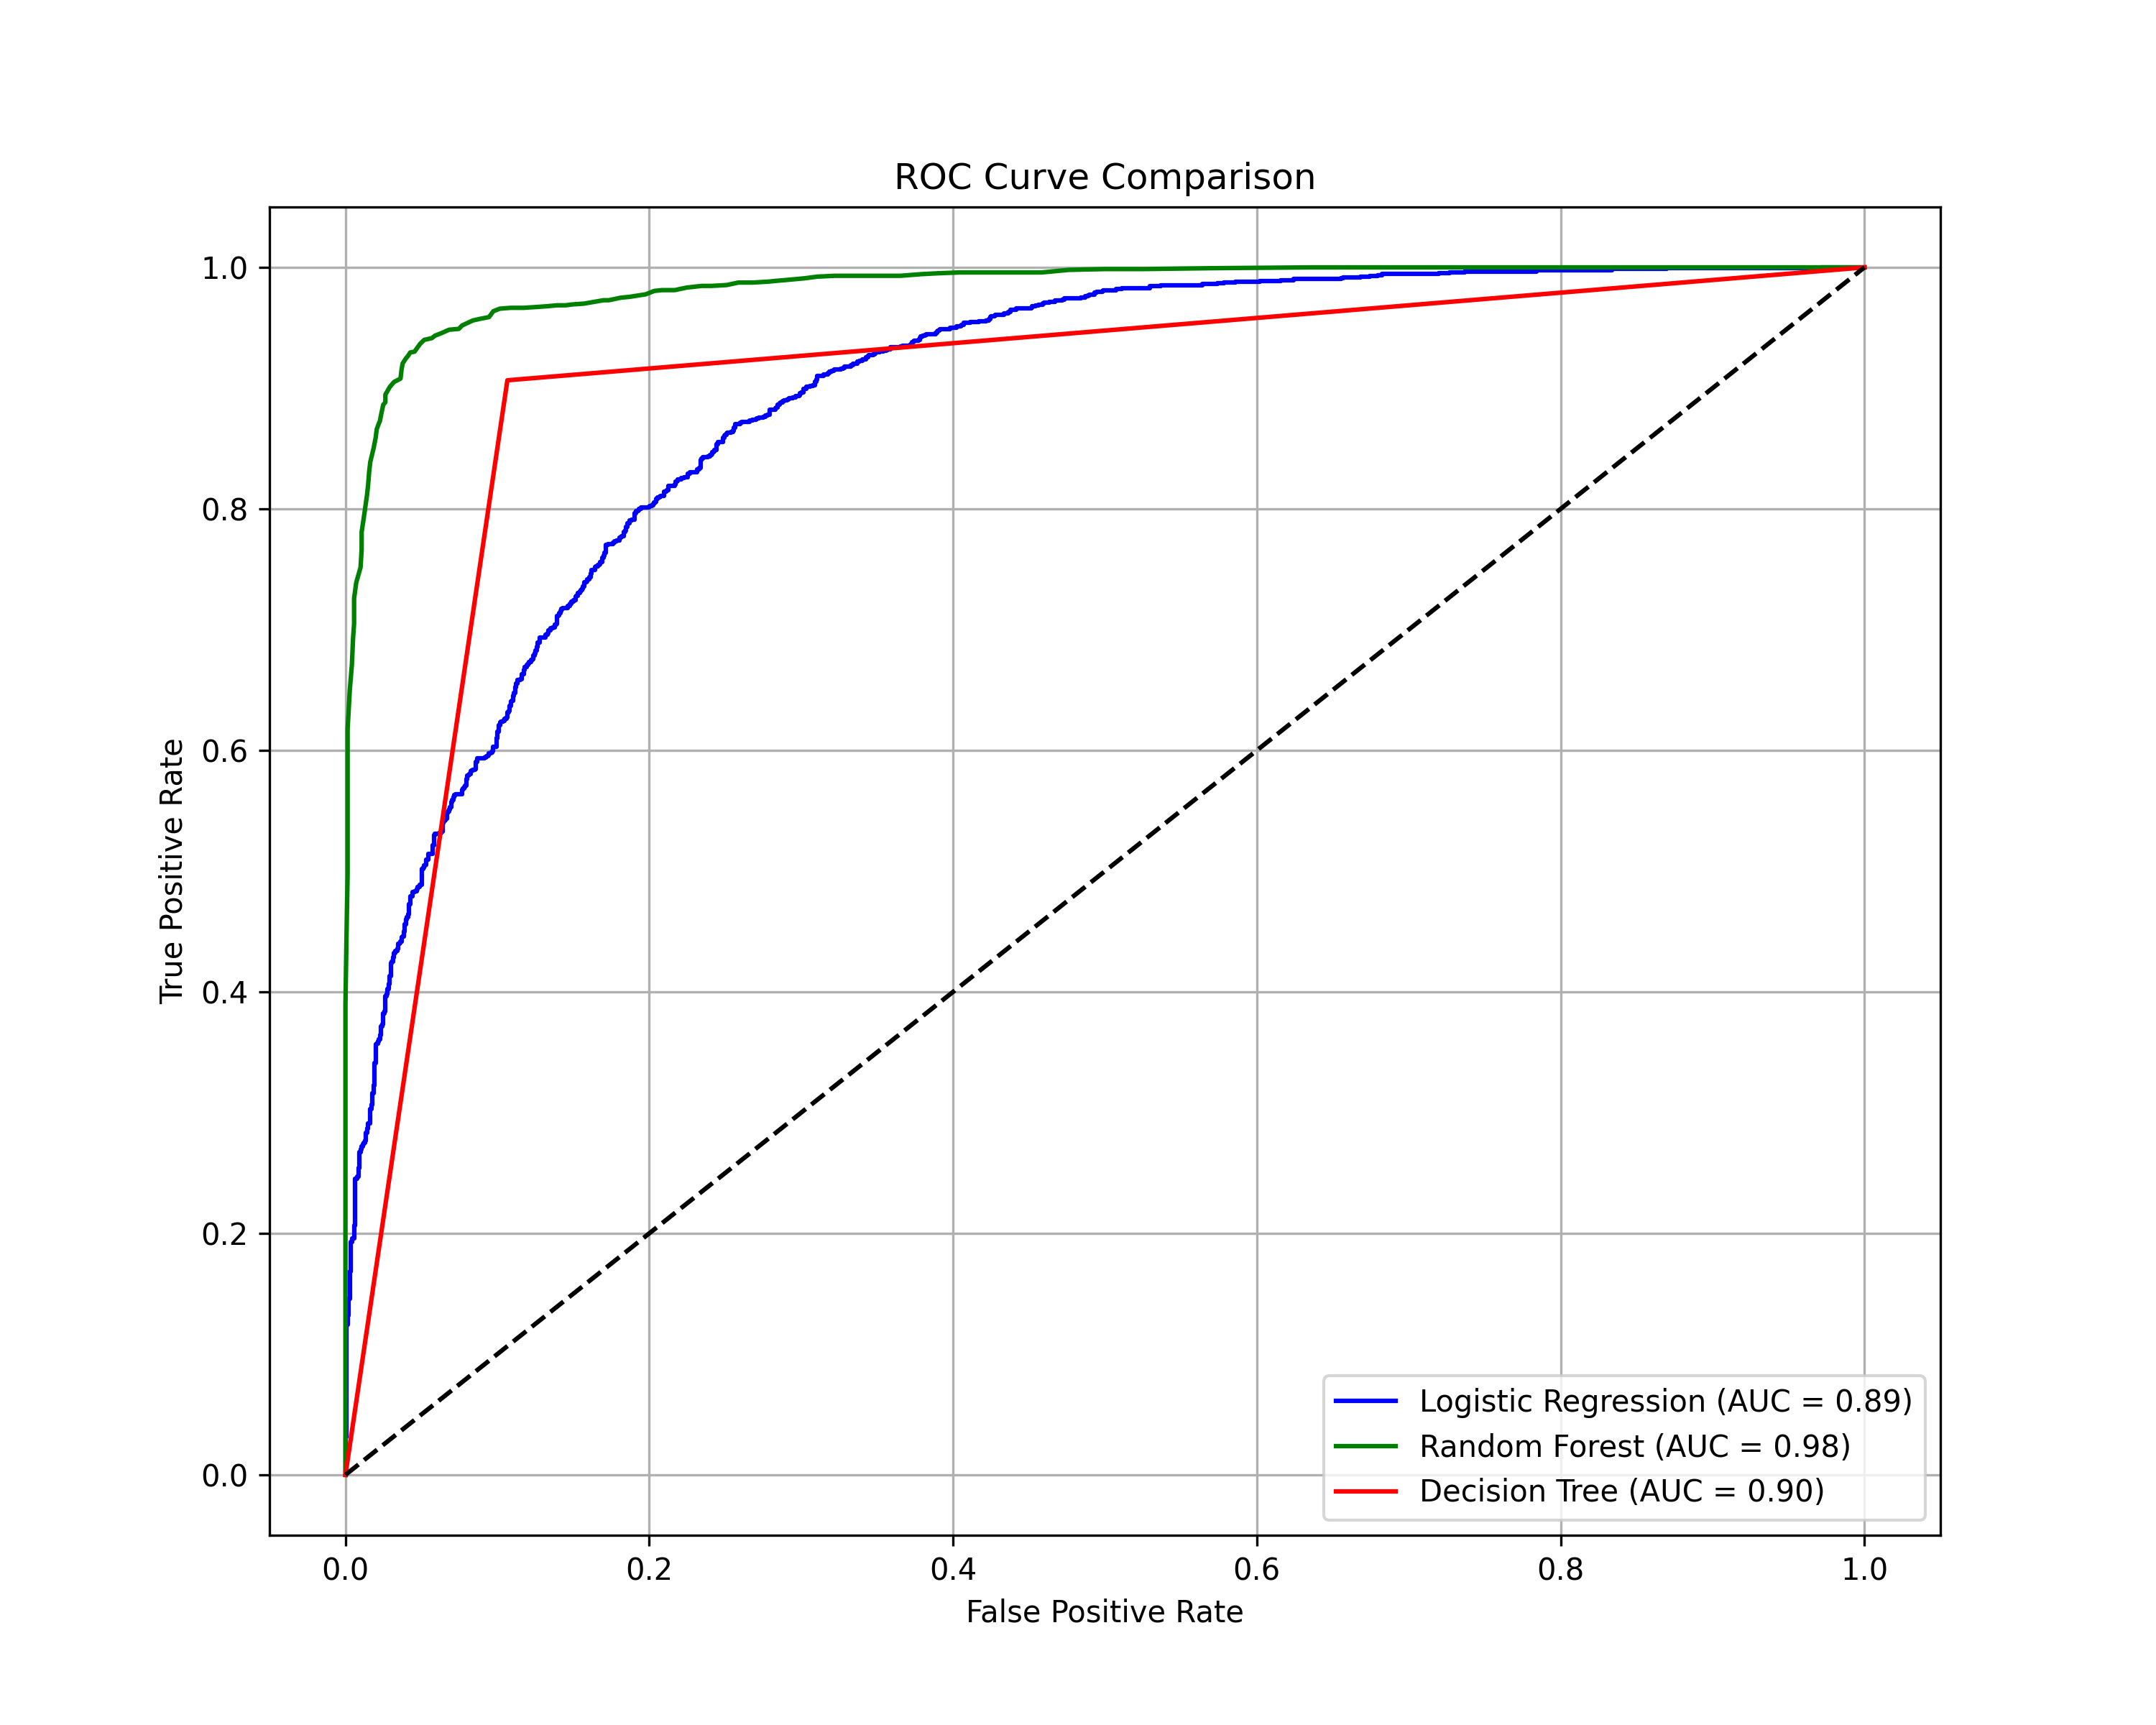 ROC Curve Comparison
True Positive Rate
1.0
0.8
0.6
0.4
0.2
0.0
Logistic Regression (AUC = 0.89)
Random Forest (AUC = 0.98)
Decision Tree (AUC = 0.90)
0.0 0.2 0.4 0.6 0.8 1.0
False Positive Rate